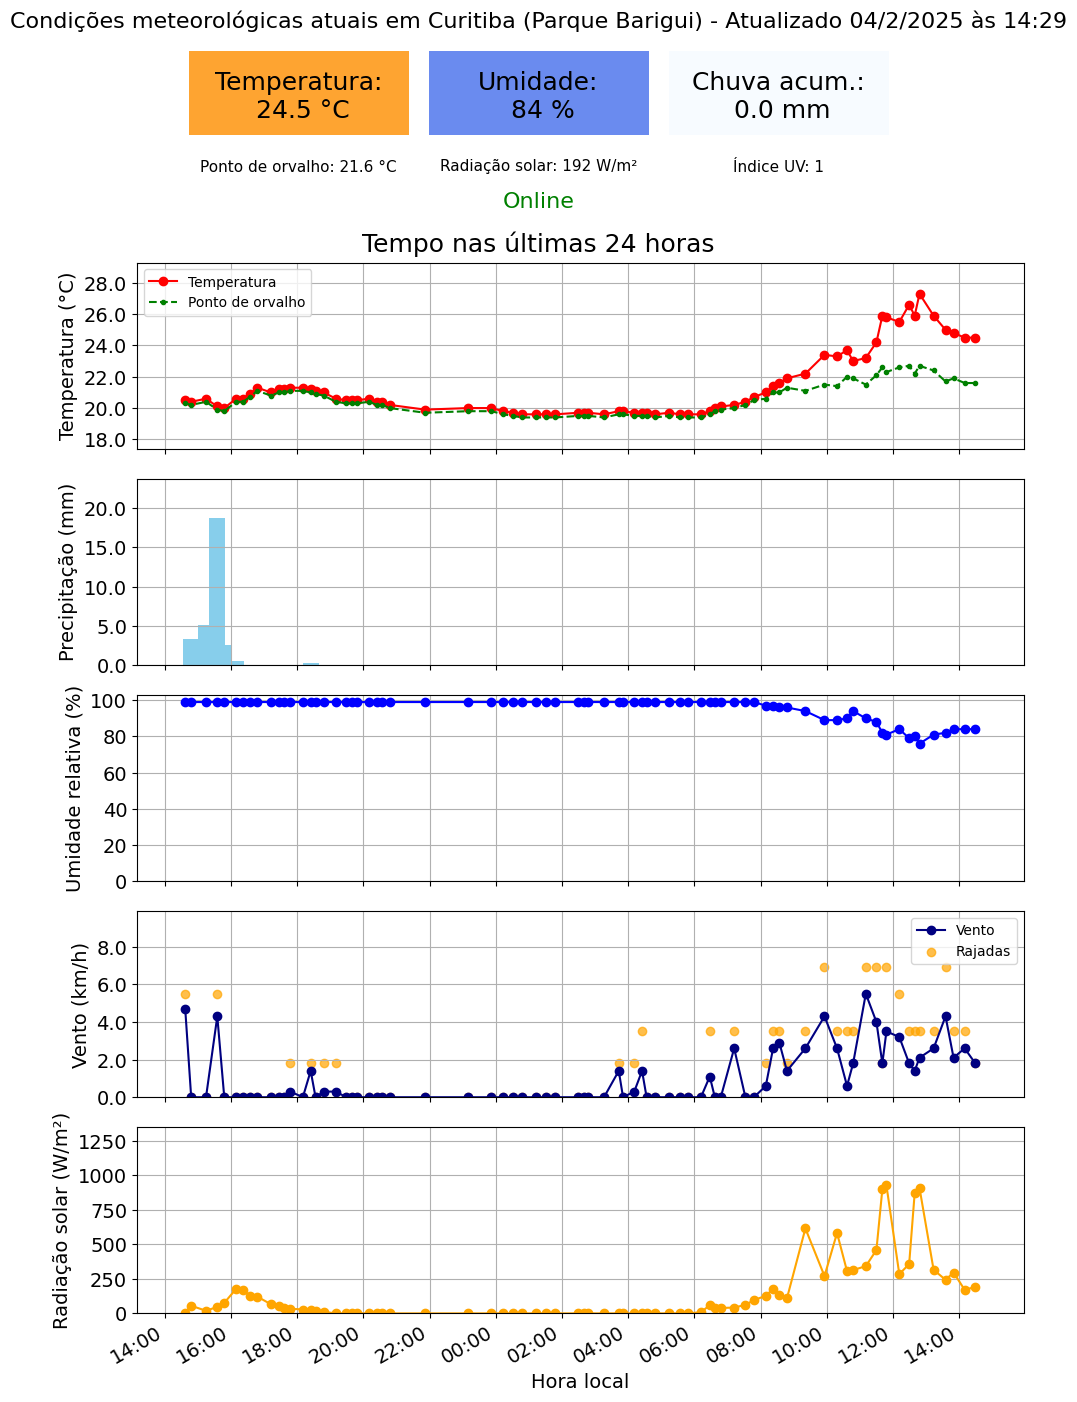 Condições meteorológicas atuais em Curitiba (Parque Barigui) - Atualizado 04/2/2025 às 14:29
Temperatura:
24.5 °C
Umidade:
84 %
Chuva acum.:
0.0 mm
Ponto de orvalho: 21.6 °C
Radiação solar: 192 W/m²
Índice UV: 1
Online
Tempo nas últimas 24 horas
Temperatura (°C)
28.0
26.0
24.0
22.0
20.0
18.0
Temperatura
Ponto de orvalho
Precipitação (mm)
20.0
15.0
10.0
5.0
0.0
Umidade relativa (%)
100
80
60
40
20
0
Vento (km/h)
8.0
6.0
4.0
2.0
0.0
Vento
Rajadas
Radiação solar (W/m²)
1250
1000
750
500
250
0
14:00
16:00
18:00
20:00
22:00
00:00
02:00
04:00
06:00
08:00
10:00
12:00
14:00
Hora local